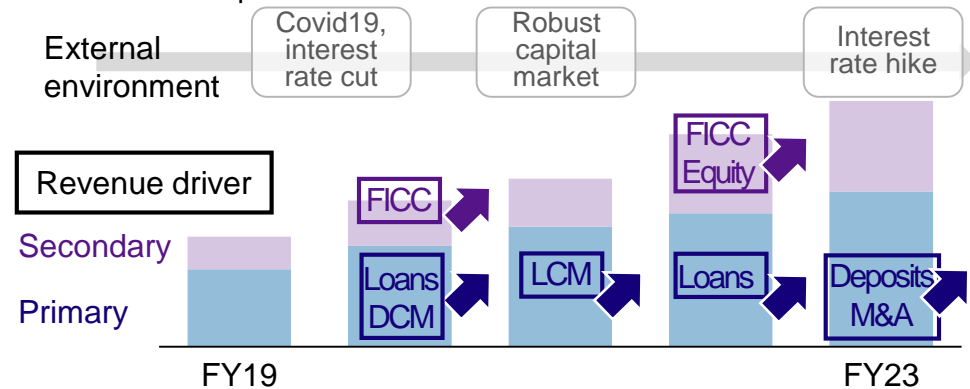 External
environment
Covid19,
interest
rate cut
Robust
capital
market
Interest
rate hike
Revenue driver
Secondary
Primary
FICC
FICC
Equity
Loans
DCM
LCM
Loans
Deposits
M&A
FY19
FY23